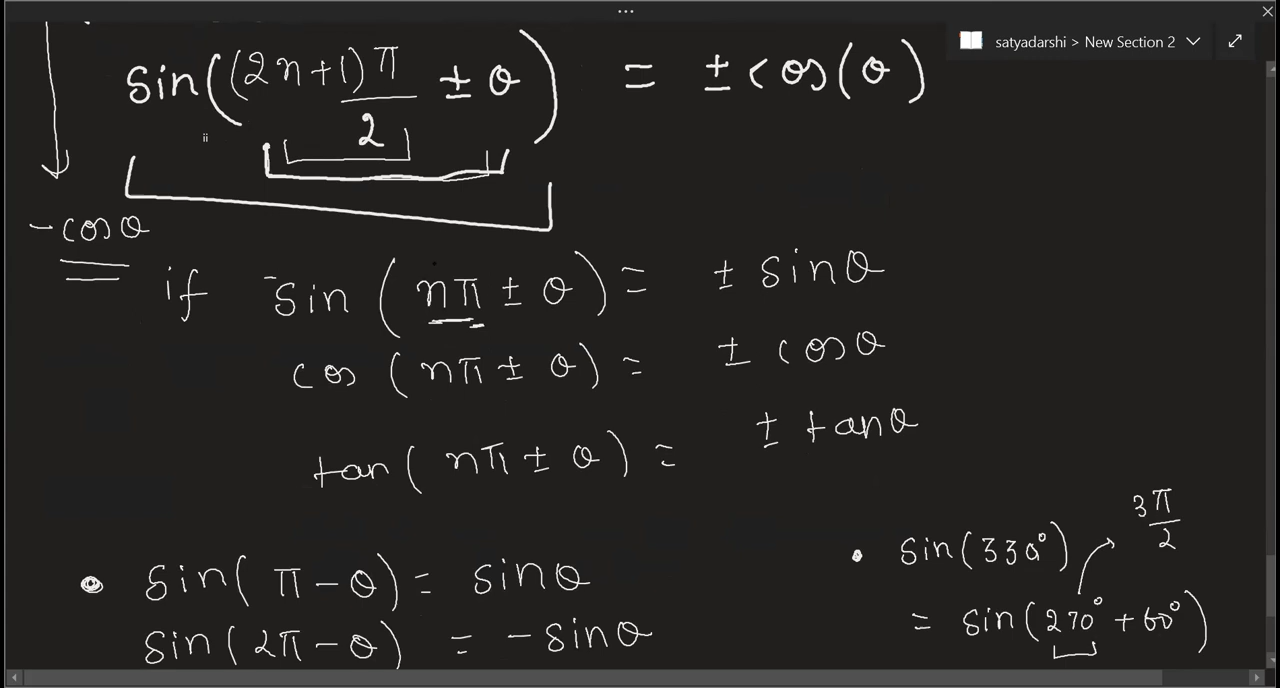 satyadarshi > New Section 2
sin((2n+1)π/2 ± θ) = ± cos(θ)
-cosθ
if sin(nπ ± θ) = ± sinθ
cos(nπ ± θ) = ± cosθ
tan(nπ ± θ) = ± tanθ
• sin(π - θ) = sinθ
sin(2π - θ) = - sinθ
3π/2
• sin(330°)
= sin(270° + 60°)